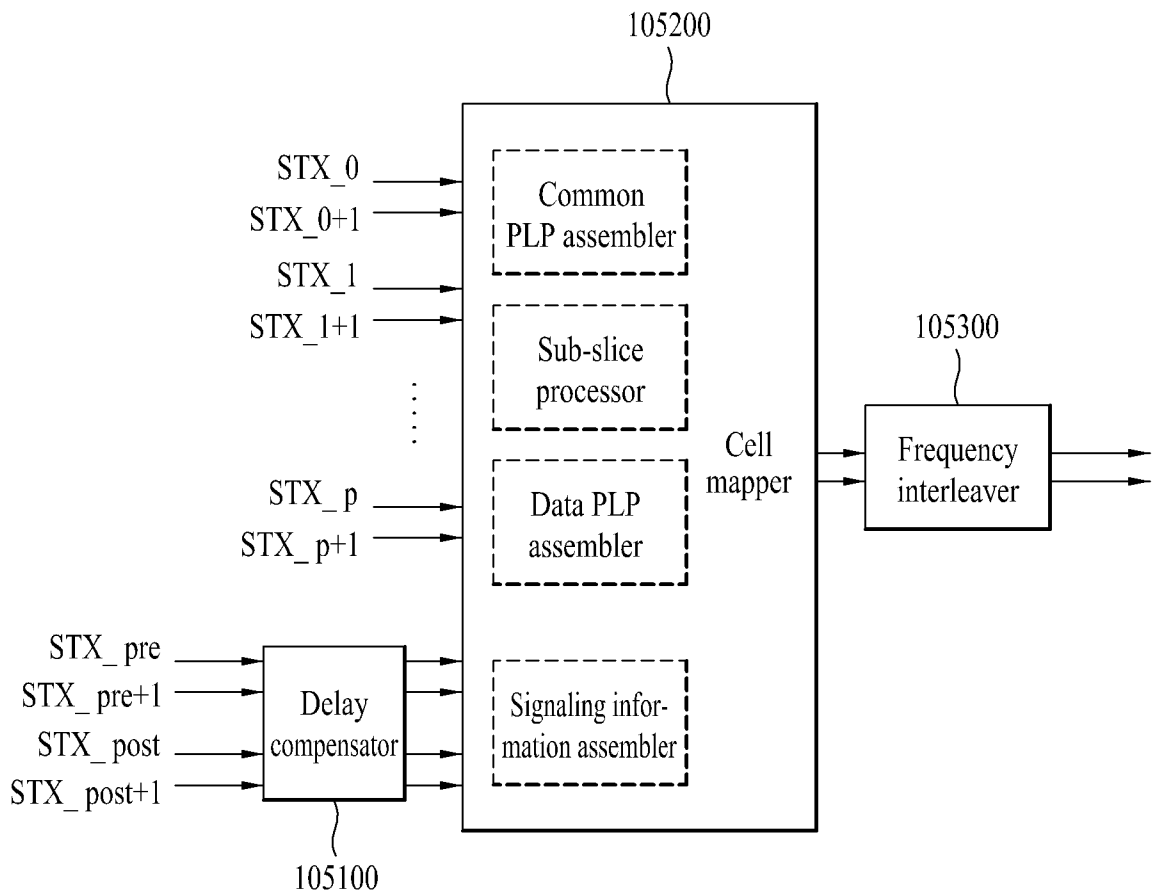 105200
STX_0
STX_0+1
STX_1
STX_1+1
STX_ p
STX_ p+1
STX_ pre
STX_ pre+1
STX_ post
STX_ post+1
Delay
compensator
105100
Common
PLP assembler
Sub-slice
processor
Data PLP
assembler
Signaling infor-
mation assembler
Cell
mapper
105300
Frequency
interleaver